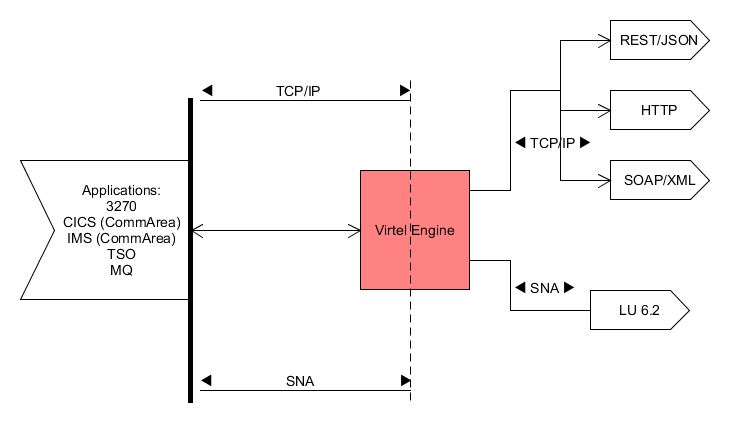 REST/JSON
TCP/IP
HTTP
TCP/IP
SOAP/XML
Applications:
3270
CICS (CommArea)
IMS (CommArea)
TSO
MQ
Virtel Engine
SNA
LU 6.2
SNA